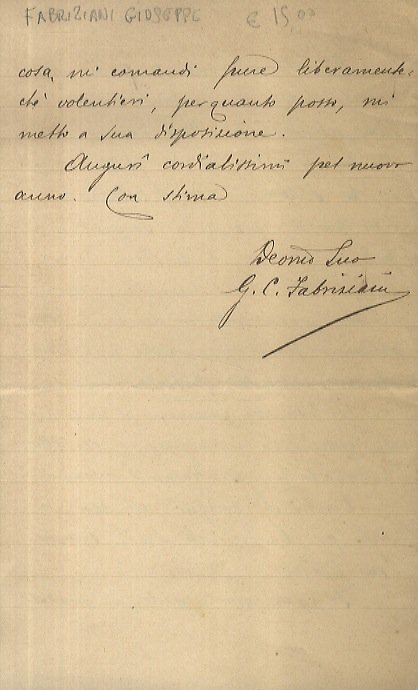 FABRIZIANI GIUSEPPE € 15 00
cosa, mi comandi pure liberamente,
chè volentieri, per quanto posso, mi
metto a sua disposizione.
Augurî cordialissimi pel nuovo
anno. Con stima
Devmo Suo
G. C. Fabriziani